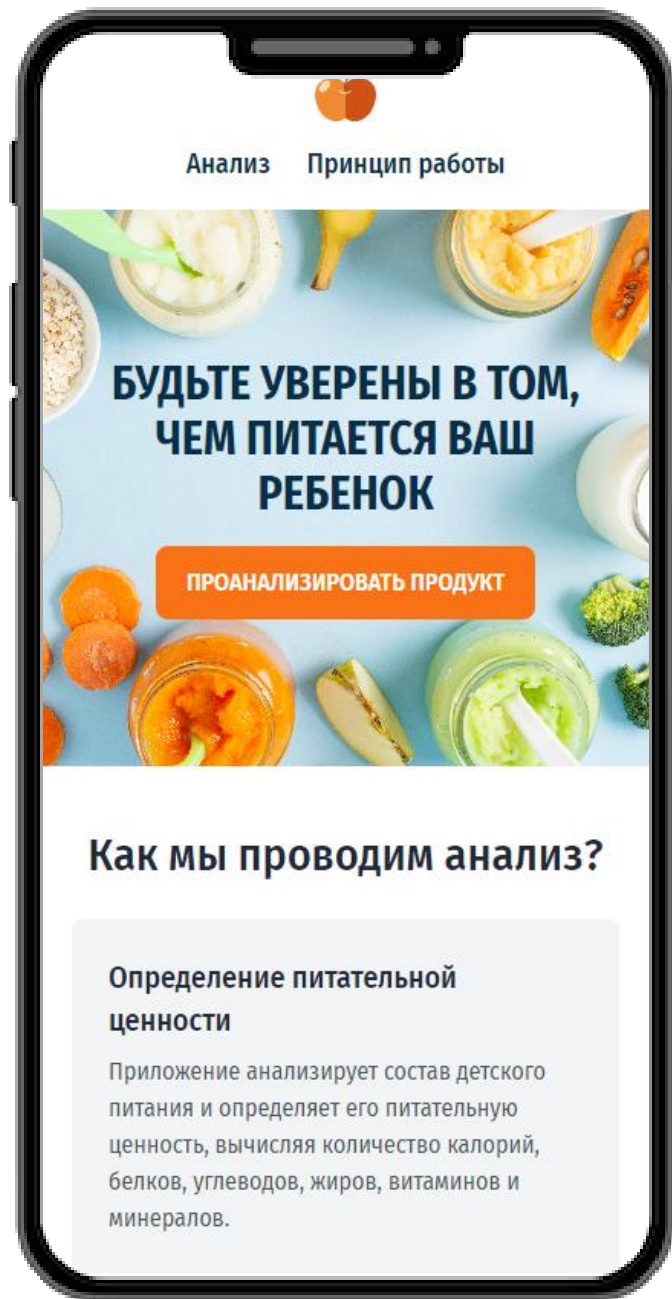 Анализ Принцип работы
БУДЬТЕ УВЕРЕНЫ В ТОМ,
ЧЕМ ПИТАЕТСЯ ВАШ
РЕБЕНОК
ПРОАНАЛИЗИРОВАТЬ ПРОДУКТ
Как мы проводим анализ?
Определение питательной
ценности
Приложение анализирует состав детского
питания и определяет его питательную
ценность, вычисляя количество калорий,
белков, углеводов, жиров, витаминов и
минералов.